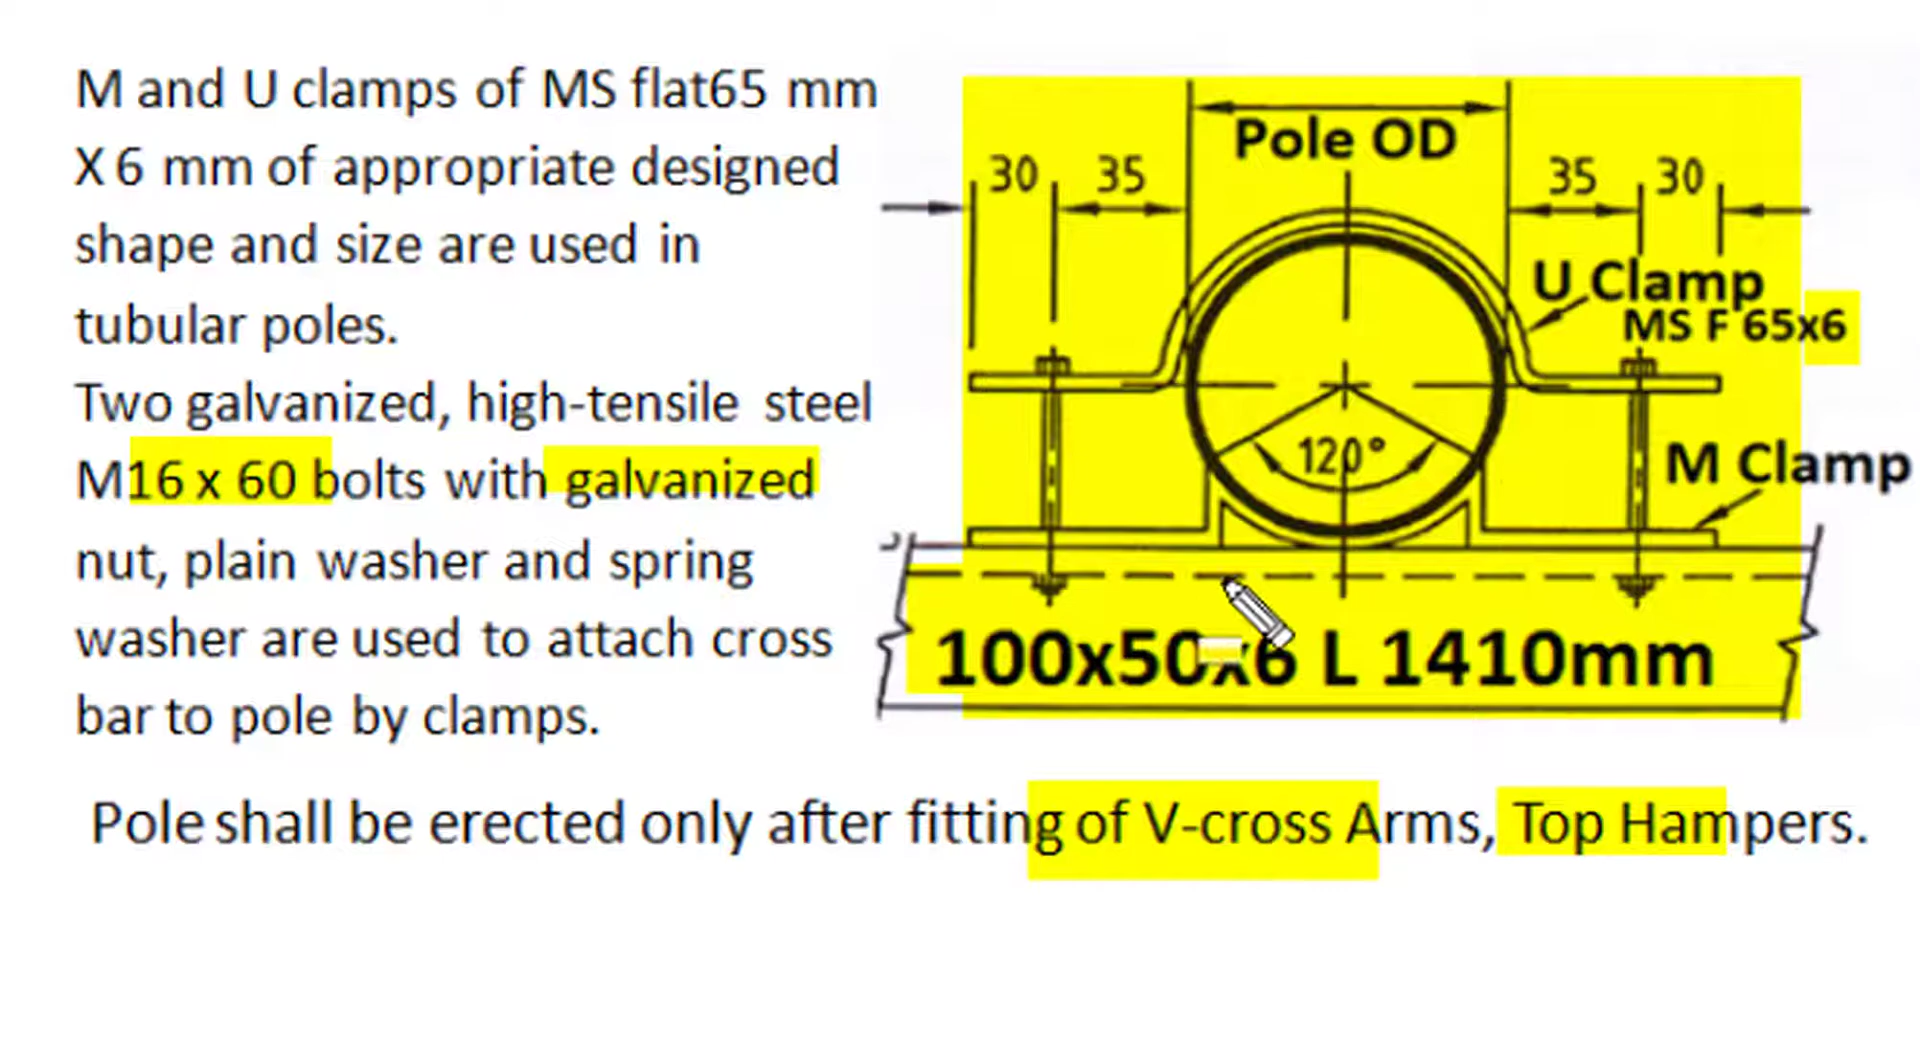 M and U clamps of MS flat65 mm
X 6 mm of appropriate designed
shape and size are used in
tubular poles.
Two galvanized, high-tensile steel
M16 x 60 bolts with galvanized
nut, plain washer and spring
washer are used to attach cross
bar to pole by clamps.
Pole OD
30 35 35 30
U Clamp
MS F 65x6
120°
M Clamp
100x50x6 L 1410mm
Pole shall be erected only after fitting of V-cross Arms, Top Hampers.